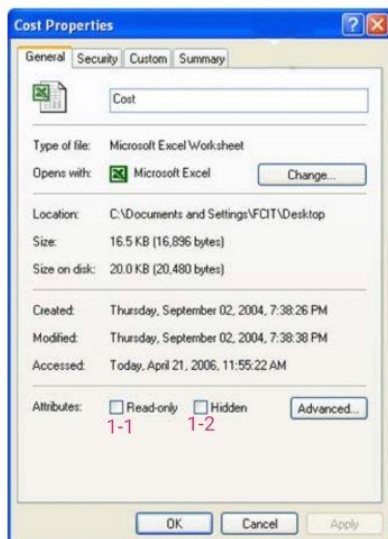 Cost Properties
General Security Custom Summary
Cost
Type of file: Microsoft Excel Worksheet
Opens with: Microsoft Excel Change...
Location: C:\Documents and Settings\FCIT\Desktop
Size: 16.5 KB (16,896 bytes)
Size on disk: 20.0 KB (20,480 bytes)
Created: Thursday, September 02, 2004, 7:38:26 PM
Modified: Thursday, September 02, 2004, 7:38:38 PM
Accessed: Today, April 21, 2006, 11:55:22 AM
Attributes: Read-only Hidden Advanced...
1-1 1-2
OK Cancel Apply